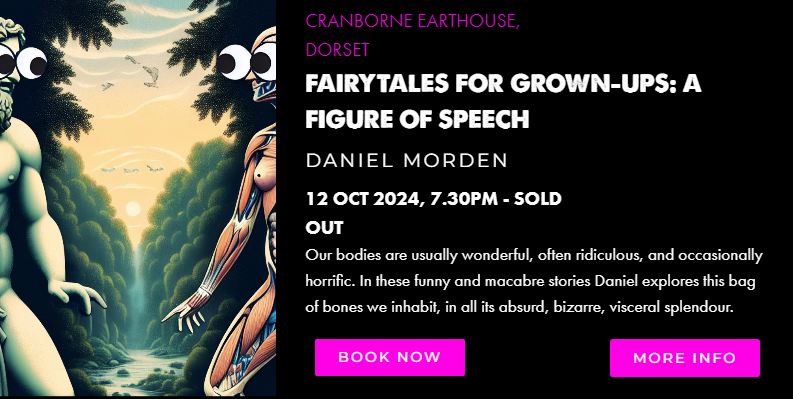 CRANBORNE EARTHOUSE,
DORSET
FAIRYTALES FOR GROWN-UPS: A
FIGURE OF SPEECH
DANIEL MORDEN
12 OCT 2024, 7.30PM - SOLD
OUT
Our bodies are usually wonderful, often ridiculous, and occasionally
horrific. In these funny and macabre stories Daniel explores this bag
of bones we inhabit, in all its absurd, bizarre, visceral splendour.
BOOK NOW
MORE INFO